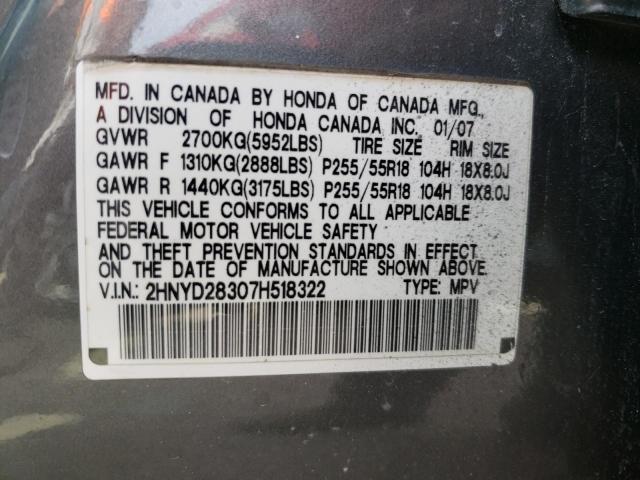 MFD. IN CANADA BY HONDA OF CANADA MFG.,
A DIVISION OF HONDA CANADA INC. 01/07
GVWR 2700KG(5952LBS) TIRE SIZE RIM SIZE
GAWR F 1310KG(2888LBS) P255/55R18 104H 18X8.0J
GAWR R 1440KG(3175LBS) P255/55R18 104H 18X8.0J
THIS VEHICLE CONFORMS TO ALL APPLICABLE
FEDERAL MOTOR VEHICLE SAFETY
AND THEFT PREVENTION STANDARDS IN EFFECT
ON THE DATE OF MANUFACTURE SHOWN ABOVE.
V.I.N.: 2HNYD28307H518322 TYPE: MPV